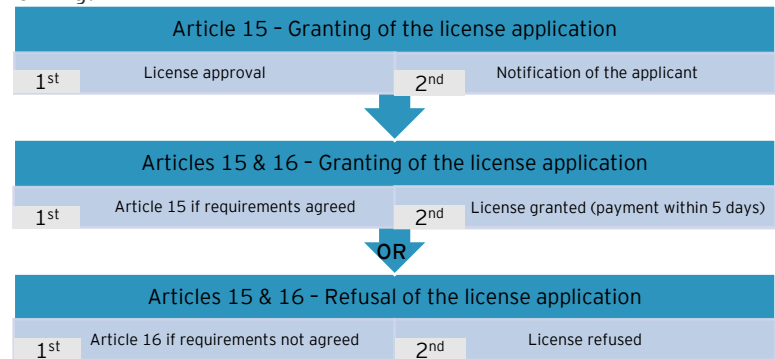 Article 15 – Granting of the license application
1st License approval 2nd Notification of the applicant
Articles 15 & 16 – Granting of the license application
1st Article 15 if requirements agreed 2nd License granted (payment within 5 days)
OR
Articles 15 & 16 – Refusal of the license application
1st Article 16 if requirements not agreed 2nd License refused